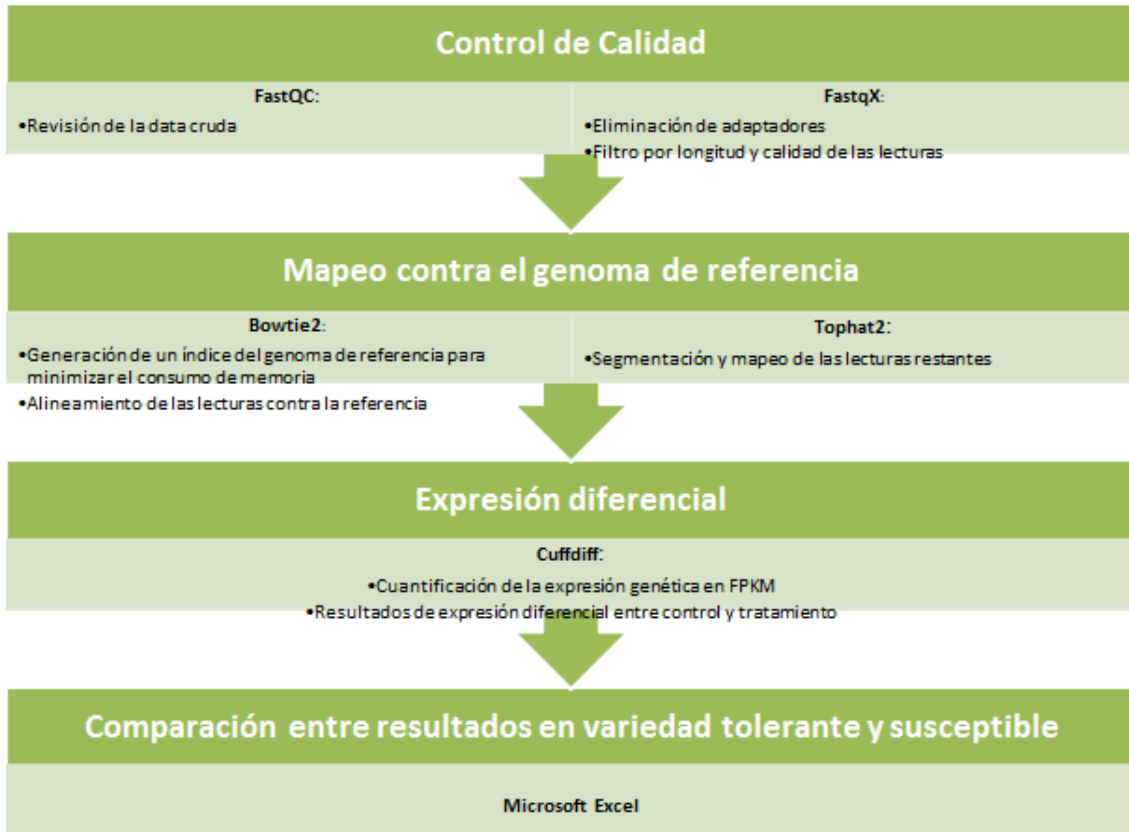 Control de Calidad
FastQC:
•Revisión de la data cruda
FastqX:
•Eliminación de adaptadores
•Filtro por longitud y calidad de las lecturas
Mapeo contra el genoma de referencia
Bowtie2:
•Generación de un índice del genoma de referencia para
minimizar el consumo de memoria
•Alineamiento de las lecturas contra la referencia
Tophat2:
•Segmentación y mapeo de las lecturas restantes
Expresión diferencial
Cuffdiff:
•Cuantificación de la expresión genética en FPKM
•Resultados de expresión diferencial entre control y tratamiento
Comparación entre resultados en variedad tolerante y susceptible
Microsoft Excel